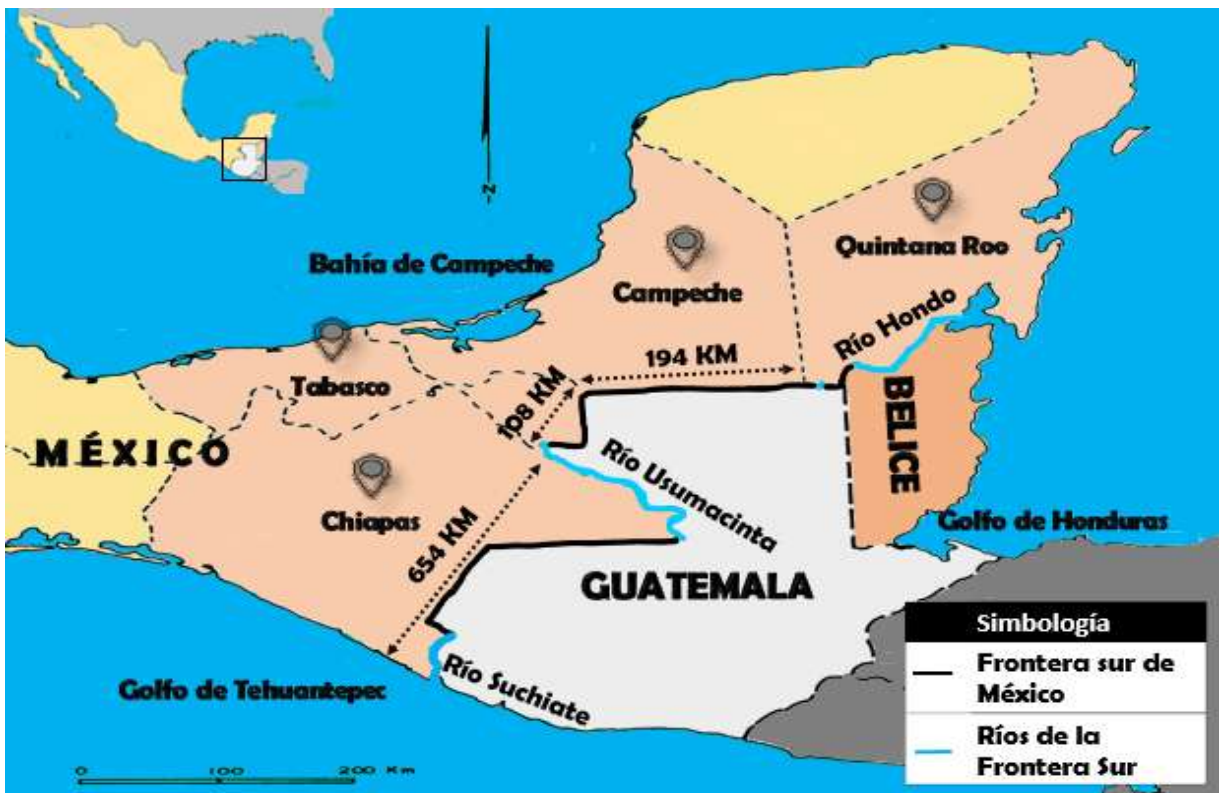 N
Bahía de Campeche
Campeche
Quintana Roo
Río Hondo
194 KM
Tabasco
108 KM
BELICE
MÉXICO
Río Usumacinta
Chiapas
654 KM
Golfo de Honduras
GUATEMALA
Río Suchiate
Golfo de Tehuantepec
0 100 200 Km
Simbología
Frontera sur de
México
Ríos de la
Frontera Sur